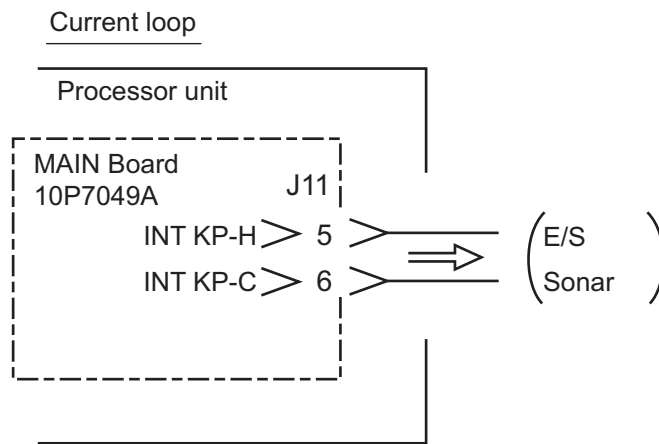 Current loop
Processor unit
MAIN Board
10P7049A
J11
INT KP-H 5
INT KP-C 6
E/S
Sonar